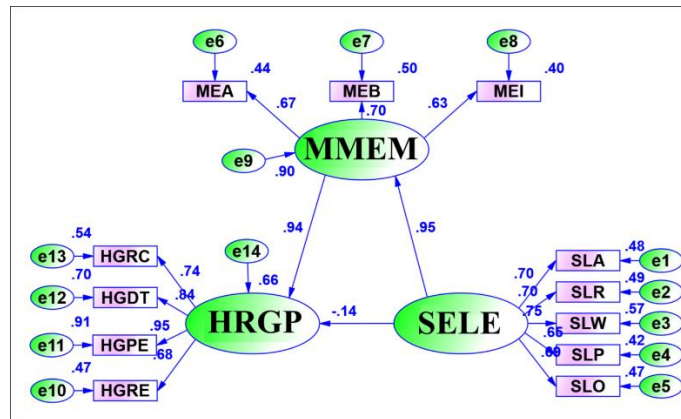 e6
e7
e8
.44
.50
.40
MEA
MEB
MEI
.67
.70
.63
MMEM
e9
.90
.94
.95
.54
e13
HGRC
.74
e14
.66
.70
e12
HGDT
.84
.91
e11
HGPE
.95
.68
.47
e10
HGRE
HRGP
-.14
SELE
.48
SLA
e1
.70
.49
SLR
e2
.70
.57
SLW
e3
.75
.42
SLP
e4
.65
.47
SLO
e5